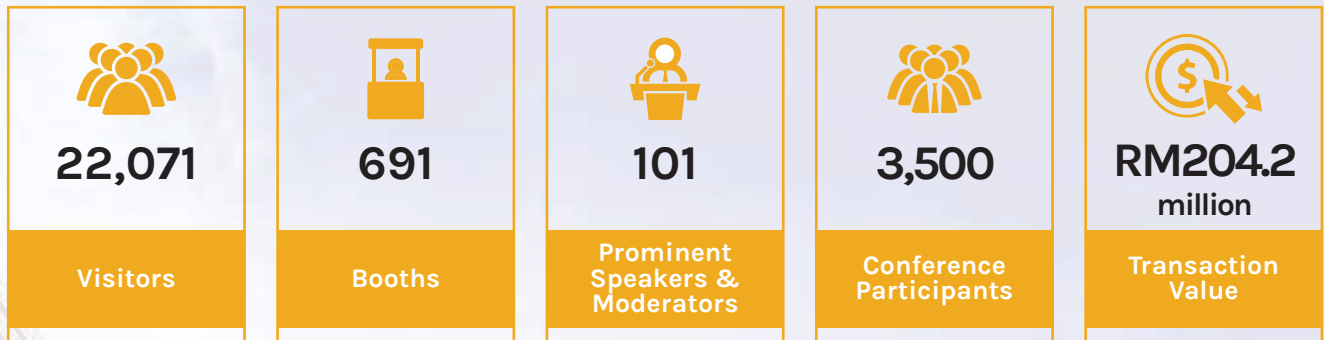 22,071
Visitors
691
Booths
101
Prominent
Speakers &
Moderators
3,500
Conference
Participants
$
RM204.2
million
Transaction
Value